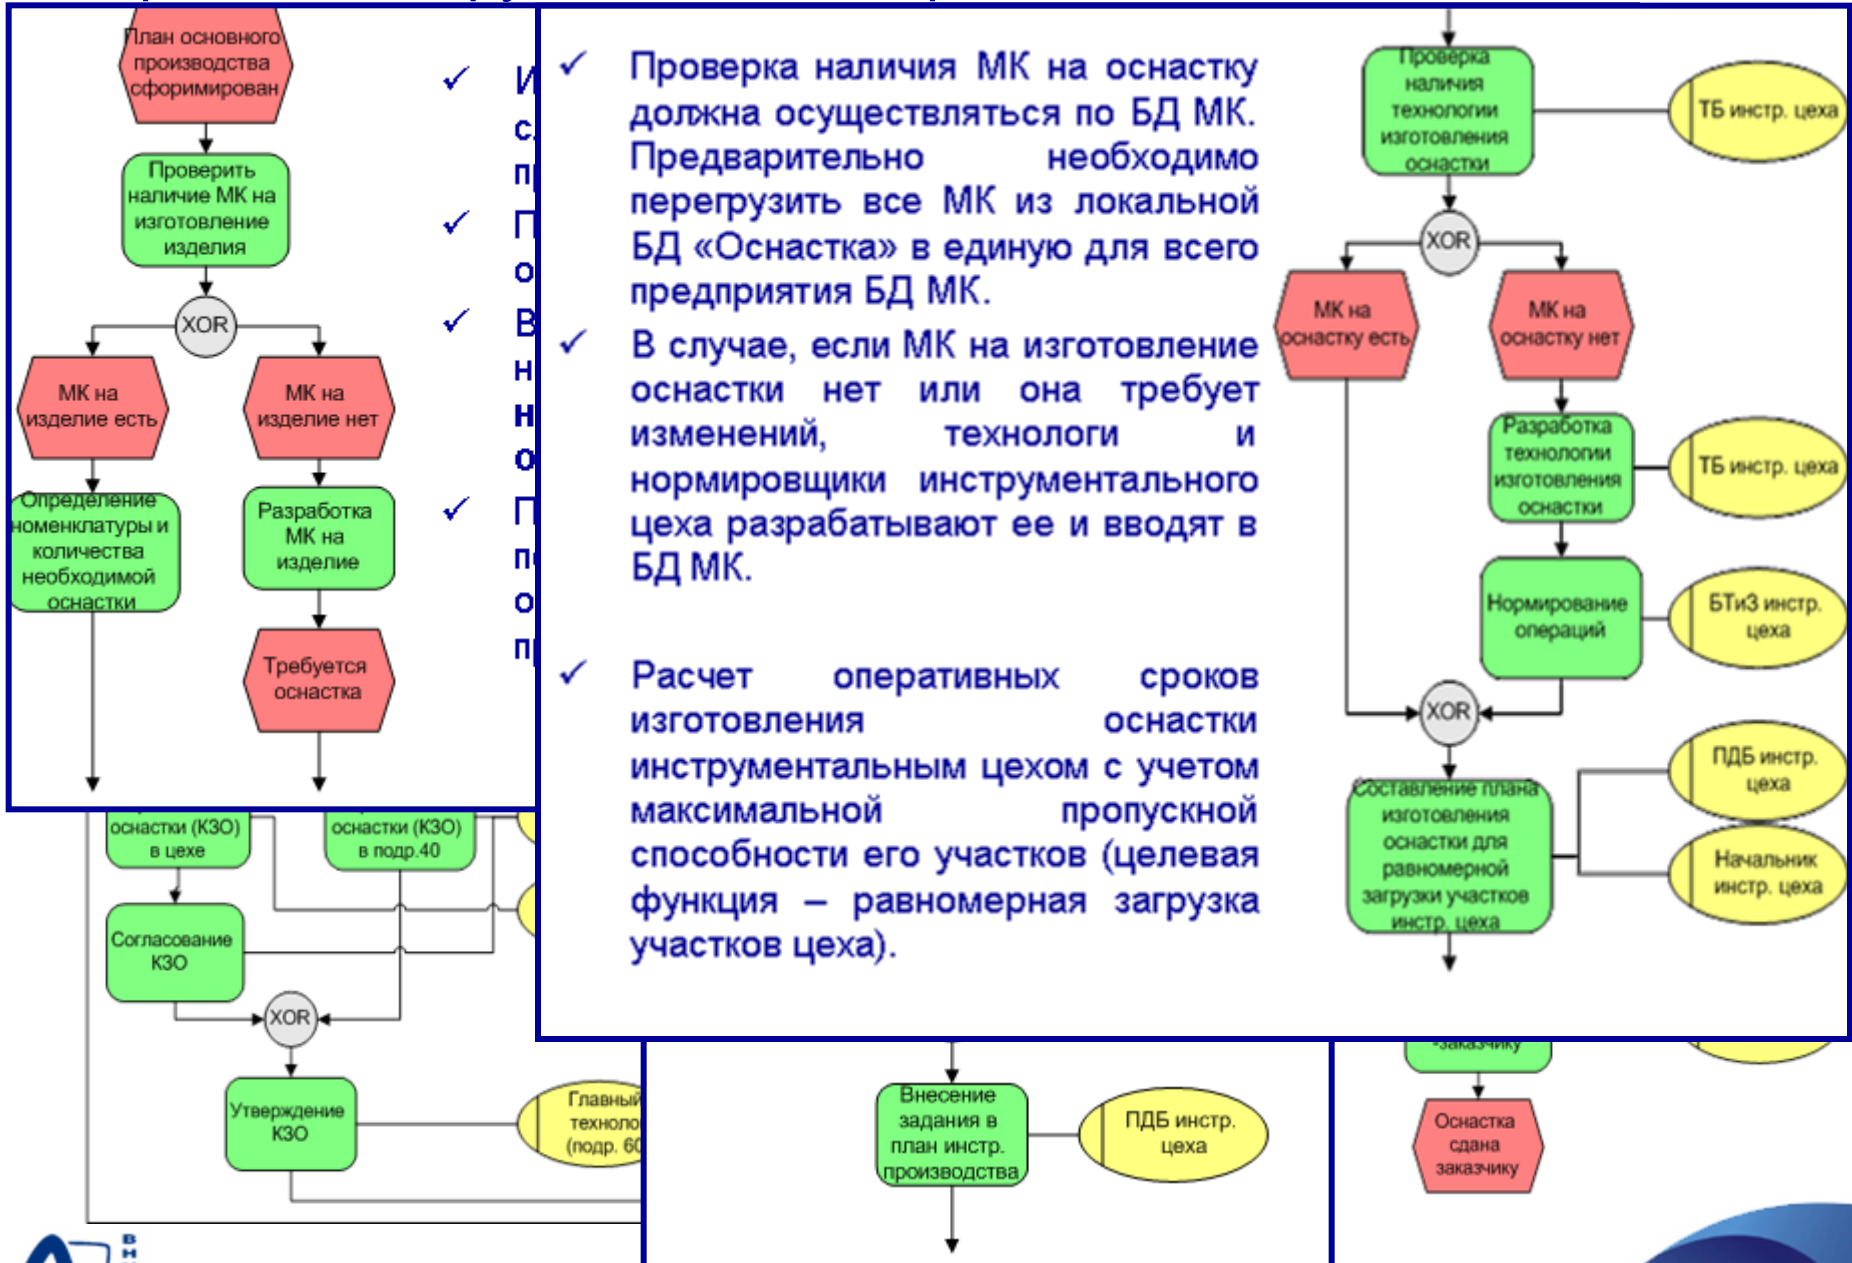 План основного
производства
сфоримирован
Проверить
наличие МК на
изготовление
изделия
XOR
МК на
изделие есть
МК на
изделие нет
Определение
номенклатуры и
количества
необходимой
оснастки
Разработка
МК на
изделие
Требуется
оснастка
✓ Проверка наличия МК на оснастку
должна осуществляться по БД МК.
Предварительно необходимо
перегрузить все МК из локальной
БД «Оснастка» в единую для всего
предприятия БД МК.
✓ В случае, если МК на изготовление
оснастки нет или она требует
изменений, технологи и
нормировщики инструментального
цеха разрабатывают ее и вводят в
БД МК.
✓ Расчет оперативных сроков
изготовления оснастки
инструментальным цехом с учетом
максимальной пропускной
способности его участков (целевая
функция – равномерная загрузка
участков цеха).
Проверка
наличия
технологии
изготовления
оснастки
ТБ инстр. цеха
XOR
МК на
оснастку есть
МК на
оснастку нет
Разработка
технологии
изготовления
оснастки
ТБ инстр. цеха
Нормирование
операций
БТиЗ инстр.
цеха
XOR
Составление плана
изготовления
оснастки для
равномерной
загрузки участков
инстр. цеха
ПДБ инстр.
цеха
Начальник
инстр. цеха
оснастки (КЗО)
в цехе
оснастки (КЗО)
в подр.40
Согласование
КЗО
XOR
Утверждение
КЗО
Главный
техноло
(подр. 60
Внесение
задания в
план инстр.
производства
ПДБ инстр.
цеха
-заказчику
Оснастка
сдана
заказчику